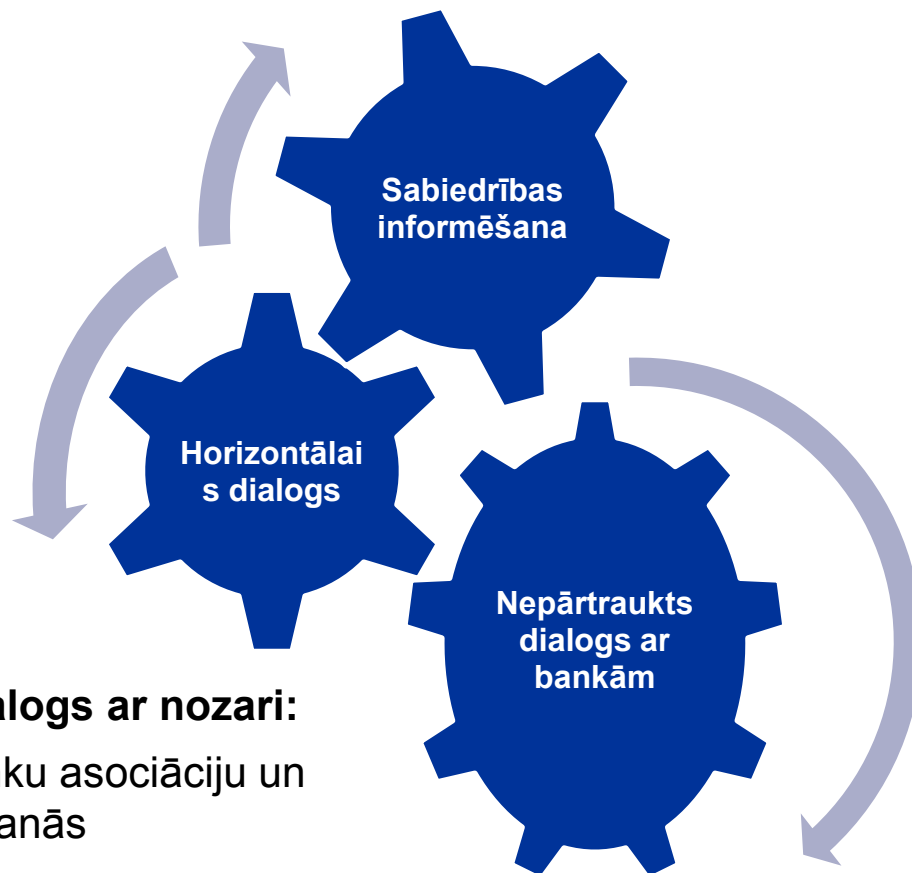 Sabiedrības
informēšana
Horizontālai
s dialogs
Nepārtraukts
dialogs ar
bankām
alogs ar nozari:
ku asociāciju un
anās